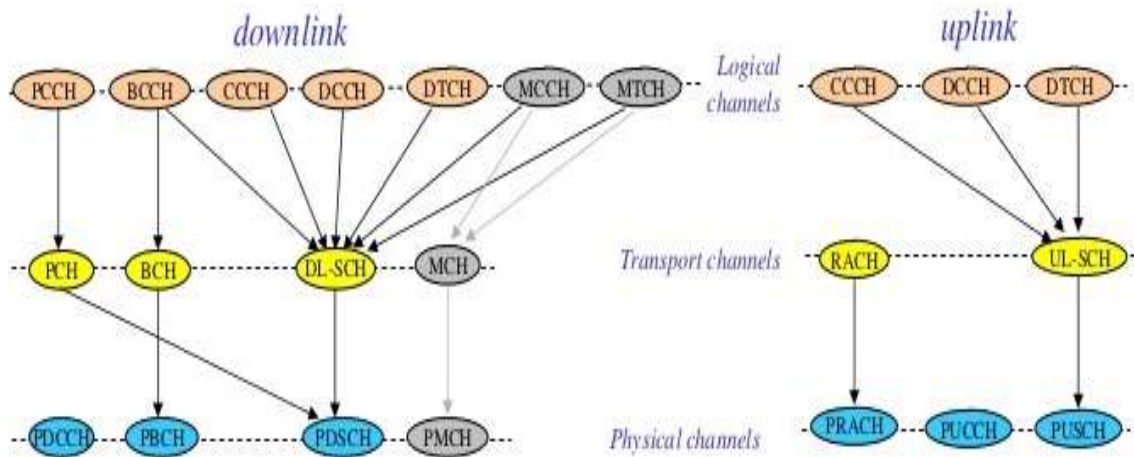 downlink
uplink
PCCH BCCH CCCH DCCH DTCH MCCH MTCH
Logical
channels
CCCH DCCH DTCH
PCH BCH DL-SCH MCH
Transport channels
RACH UL-SCH
PDCCH PBCH PDSCH PMCH
Physical channels
PRACH PUCCH PUSCH